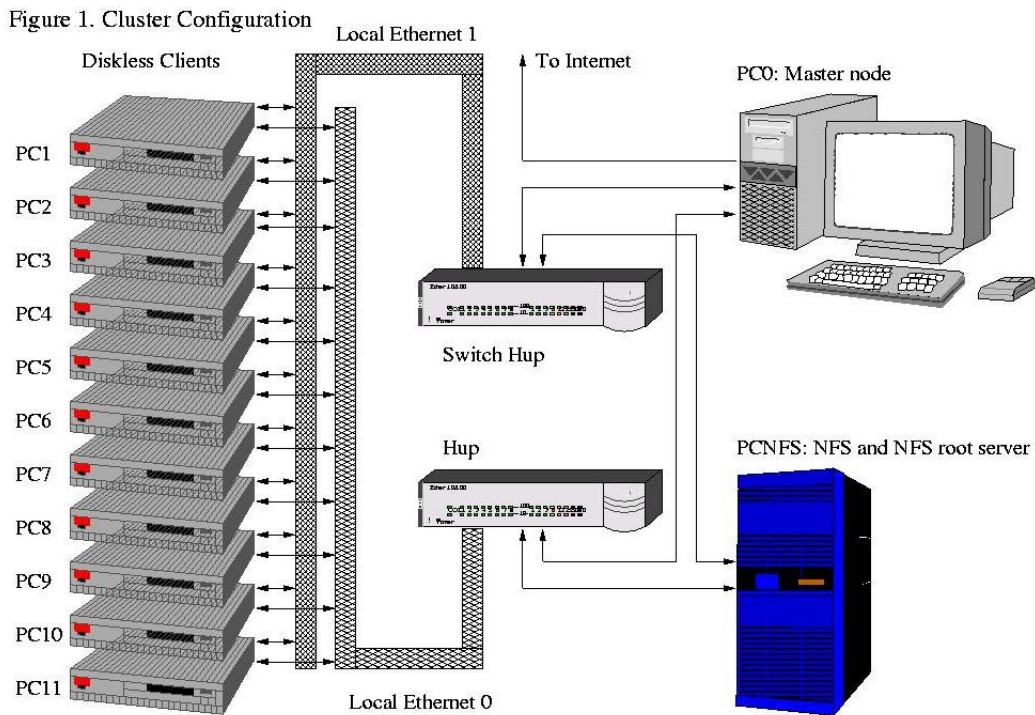 Figure 1. Cluster Configuration
Local Ethernet 1
Diskless Clients
To Internet
PC0: Master node
PC1
PC2
PC3
PC4
PC5
PC6
PC7
PC8
PC9
PC10
PC11
Switch Hup
Hup
PCNFS: NFS and NFS root server
Local Ethernet 0